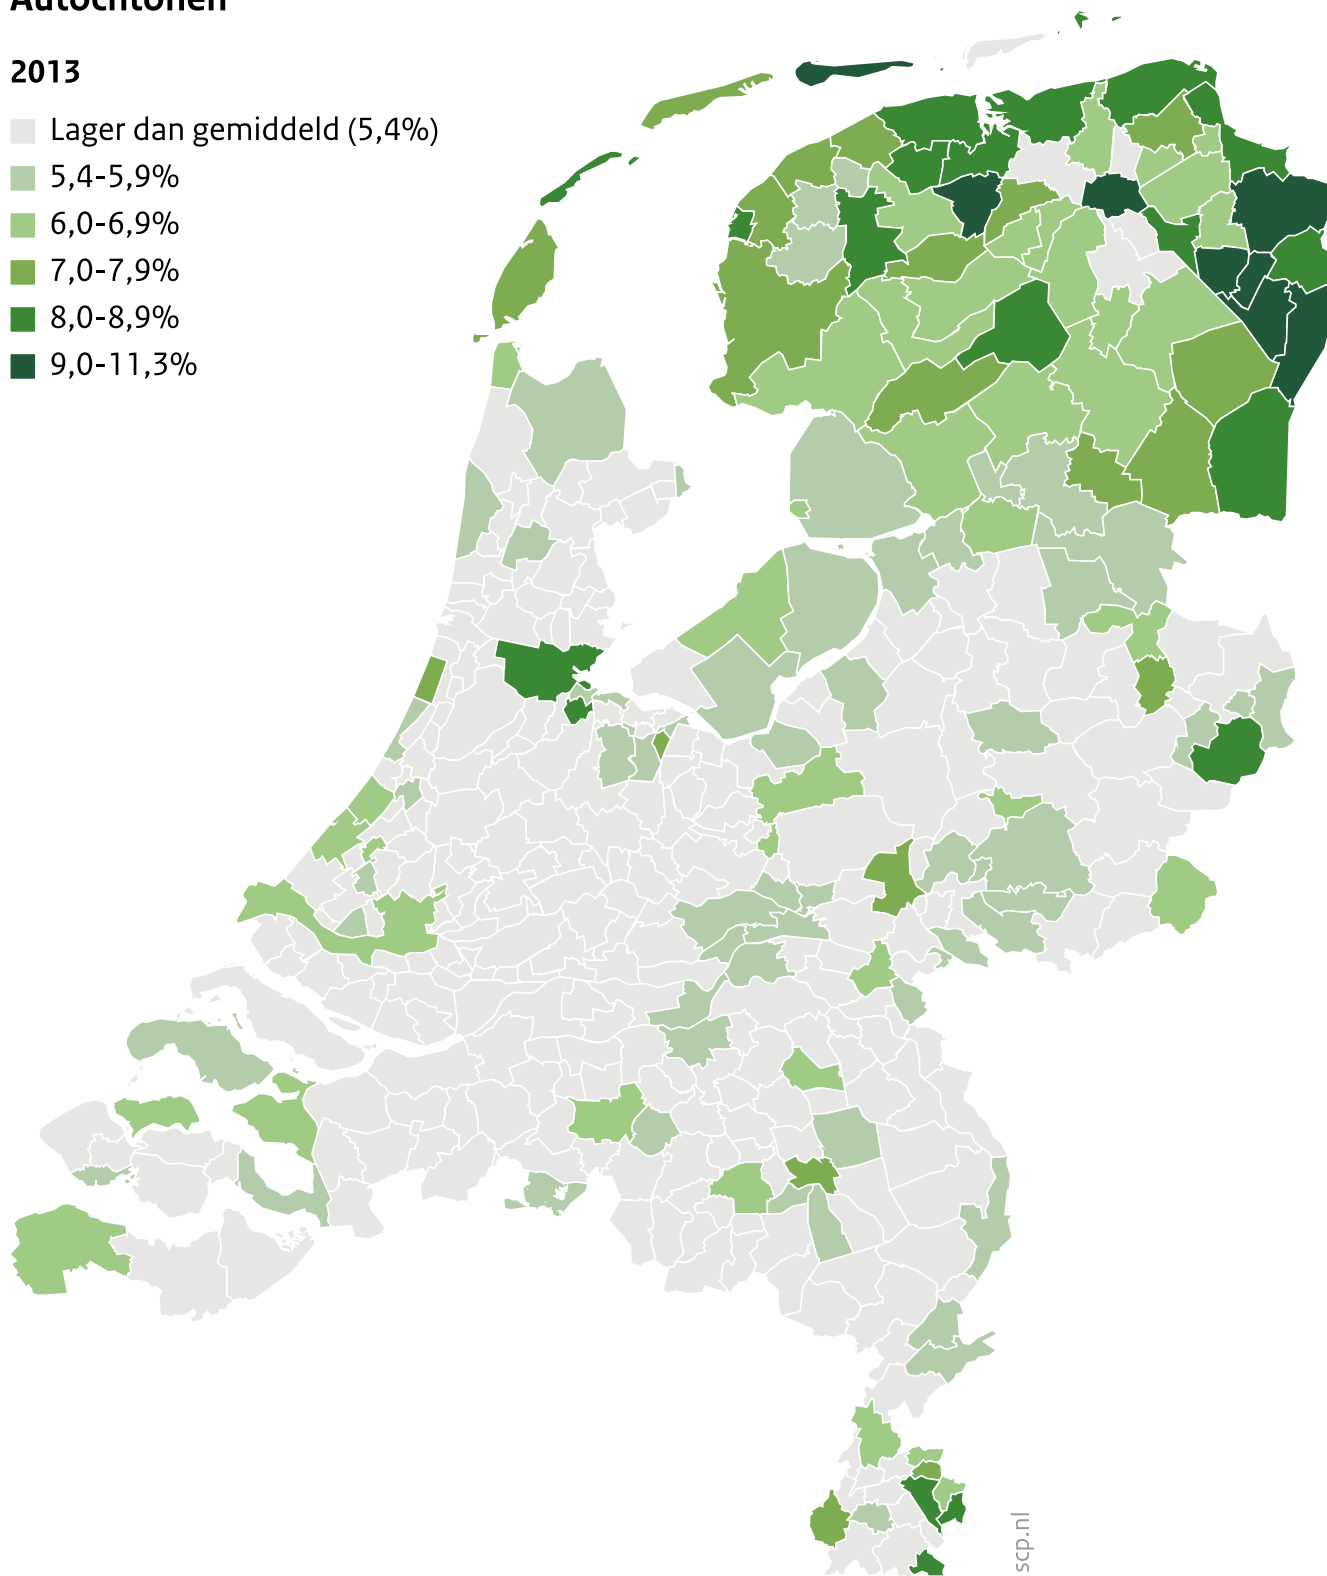 Autochtonen
2013
Lager dan gemiddeld (5,4%)
5,4-5,9%
6,0-6,9%
7,0-7,9%
8,0-8,9%
9,0-11,3%
scp.nl